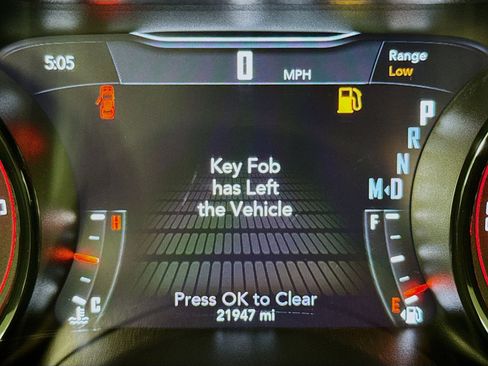 5:05
0 MPH
Range
Low
P
R
N
M D
Key Fob
has Left
the Vehicle
H
F
C
E
Press OK to Clear
21947 mi